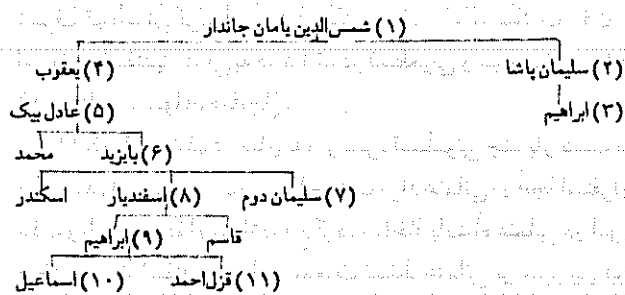 (۱) شمس‌الدین یامان جاندار
(۲) سلیمان پاشا (۴) یعقوب
(۳) ابراهیم (۵) عادل بیک
(۶) بایزید محمد
(۷) سلیمان دوم (۸) اسفندیار اسکندر
قاسم (۹) ابراهیم
(۱۱) قزل‌احمد (۱۰) اسماعیل